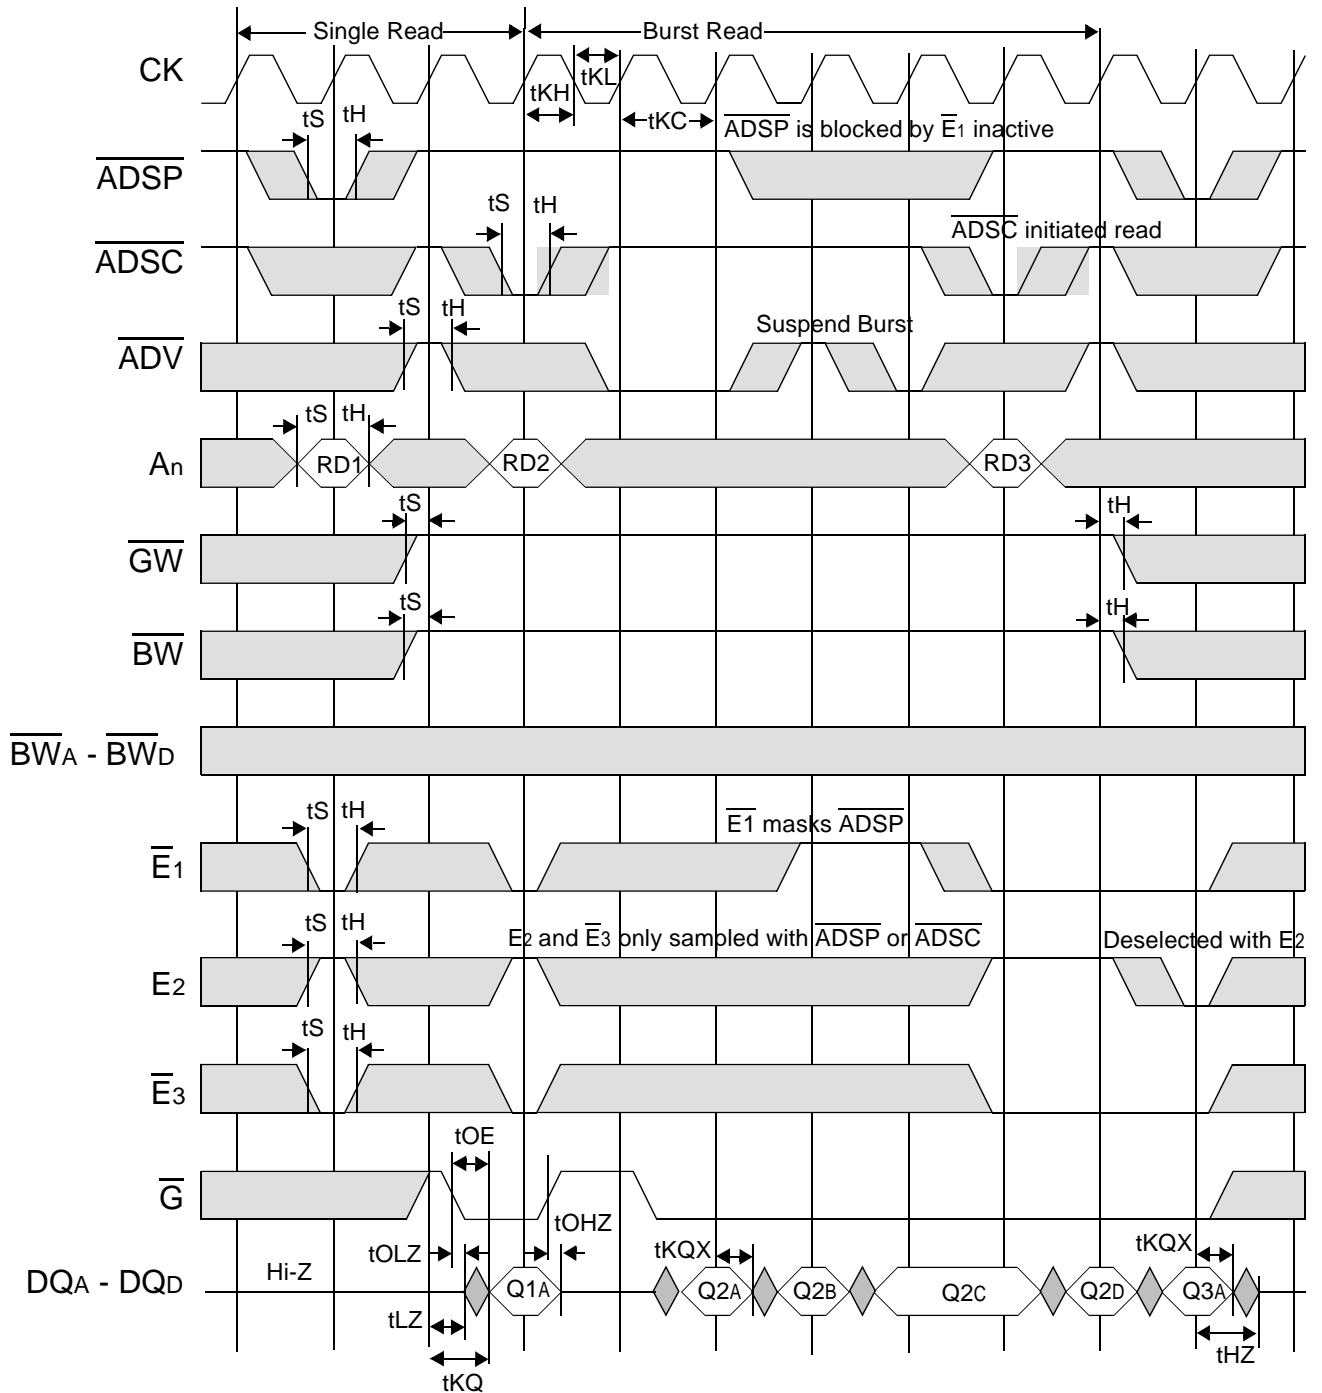 Single Read
Burst Read
CK
tKL
tKH
tS
tH
tKC
ADSP is blocked by E1 inactive
ADSP
tS
tH
ADSC initiated read
ADSC
tS
tH
Suspend Burst
ADV
tS
tH
An
RD1
RD2
RD3
tS
tH
GW
tS
tH
BW
BWA - BWD
tS
tH
E1 masks ADSP
E1
tS
tH
E2 and E3 only sampled with ADSP or ADSC
Deselected with E2
E2
tS
tH
E3
tOE
G
tOHZ
tOLZ
tKQX
tKQX
Hi-Z
DQA - DQD
Q1A
Q2A
Q2B
Q2C
Q2D
Q3A
tLZ
tHZ
tKQ